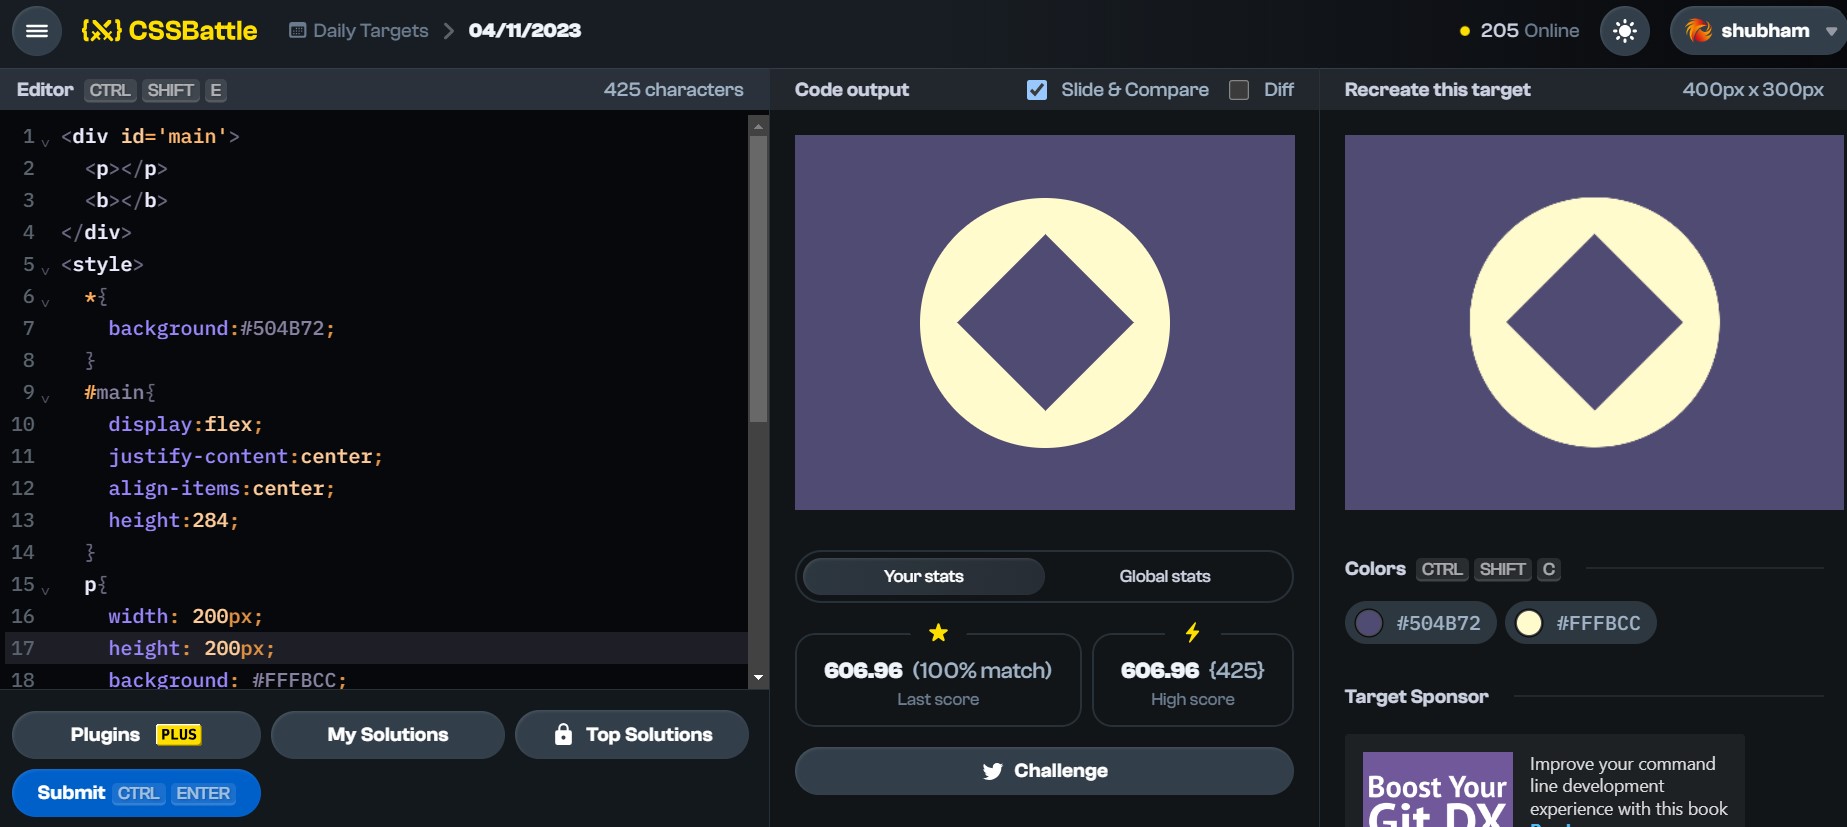 {X} CSSBattle
Daily Targets > 04/11/2023
205 Online
shubham
Editor CTRL SHIFT E
425 characters
1 <div id='main'>
2 <p></p>
3 <b></b>
4 </div>
5 <style>
6 *{
7 background:#504B72;
8 }
9 #main{
10 display:flex;
11 justify-content:center;
12 align-items:center;
13 height:284;
14 }
15 p{
16 width: 200px;
17 height: 200px;
18 background: #FFFBCC;
Plugins PLUS
My Solutions
Top Solutions
Submit CTRL ENTER
Code output
Slide & Compare
Diff
Your stats
Global stats
606.96 (100% match)
Last score
606.96 {425}
High score
Challenge
Recreate this target
400px x 300px
Colors CTRL SHIFT C
#504B72
#FFFBCC
Target Sponsor
Boost Your
Git DX
Improve your command
line development
experience with this book